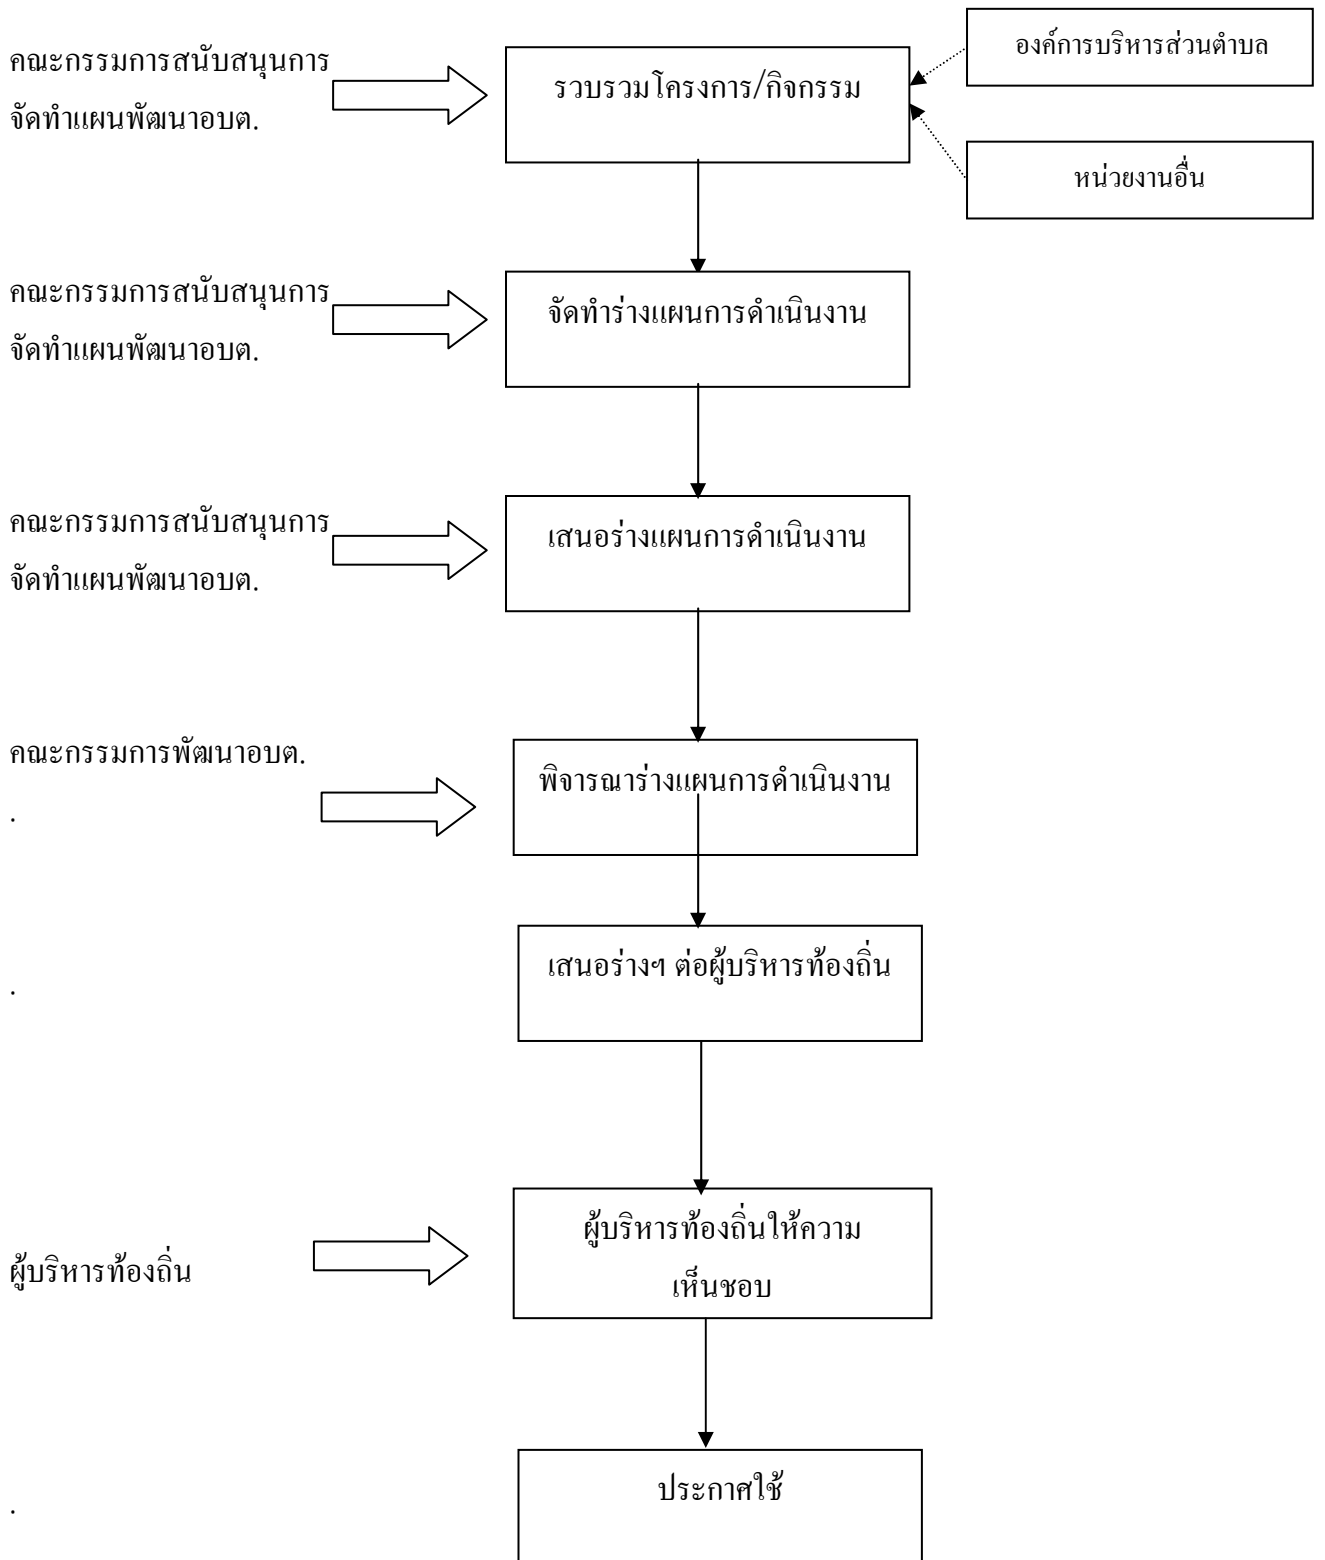 องค์การบริหารส่วนตำบล
คณะกรรมการสนับสนุนการ
จัดทำแผนพัฒนาอบต.
รวบรวมโครงการ/กิจกรรม
หน่วยงานอื่น
คณะกรรมการสนับสนุนการ
จัดทำแผนพัฒนาอบต.
จัดทำร่างแผนการดำเนินงาน
คณะกรรมการสนับสนุนการ
จัดทำแผนพัฒนาอบต.
เสนอร่างแผนการดำเนินงาน
คณะกรรมการพัฒนาอบต.
.
พิจารณาร่างแผนการดำเนินงาน
เสนอร่างฯ ต่อผู้บริหารท้องถิ่น
.
ผู้บริหารท้องถิ่น
ผู้บริหารท้องถิ่นให้ความ
เห็นชอบ
ประกาศใช้
.